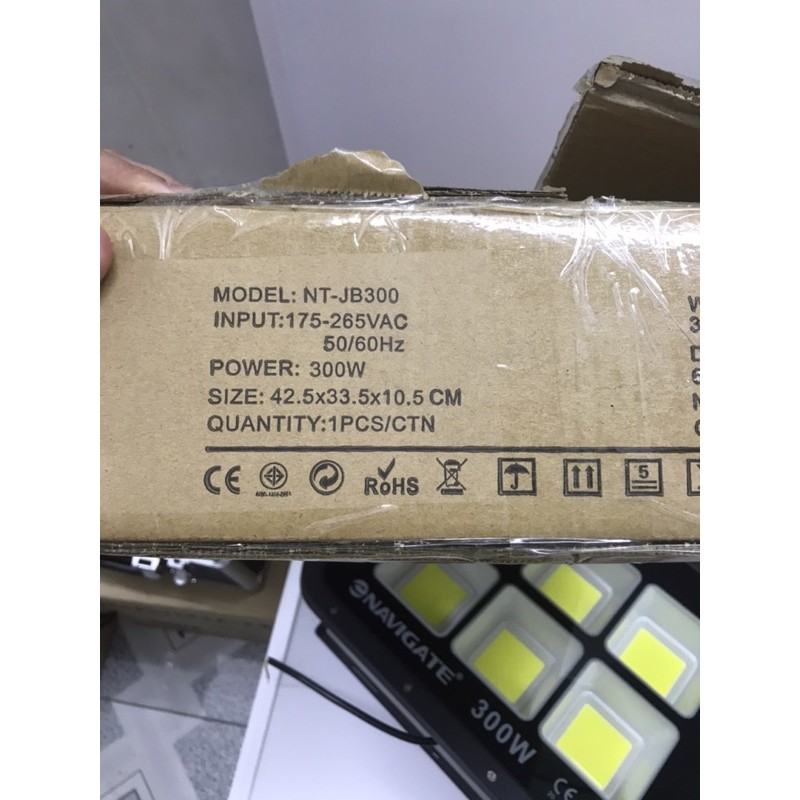 MODEL: NT-JB300
INPUT:175-265VAC
50/60Hz
POWER: 300W
SIZE: 42.5x33.5x10.5 CM
QUANTITY:1PCS/CTN
CE
RoHS
5
NAVIGATE®
300W
CE